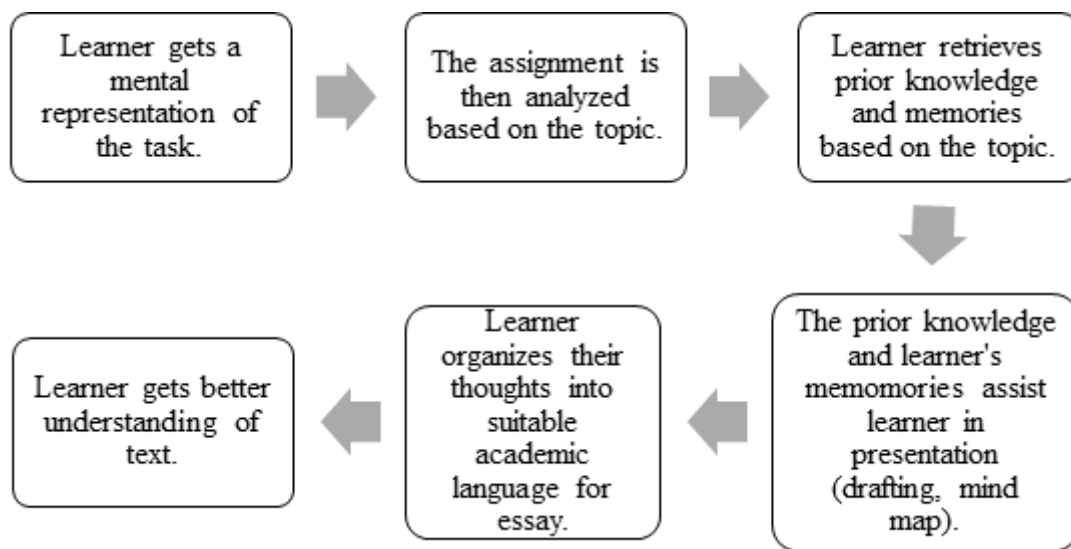 Learner gets a
mental
representation of
the task.
The assignment is
then analyzed
based on the topic.
Learner retrieves
prior knowledge
and memories
based on the topic.
The prior knowledge
and learner's
memomories assist
learner in
presentation
(drafting, mind
map).
Learner
organizes their
thoughts into
suitable
academic
language for
essay.
Learner gets better
understanding of
text.